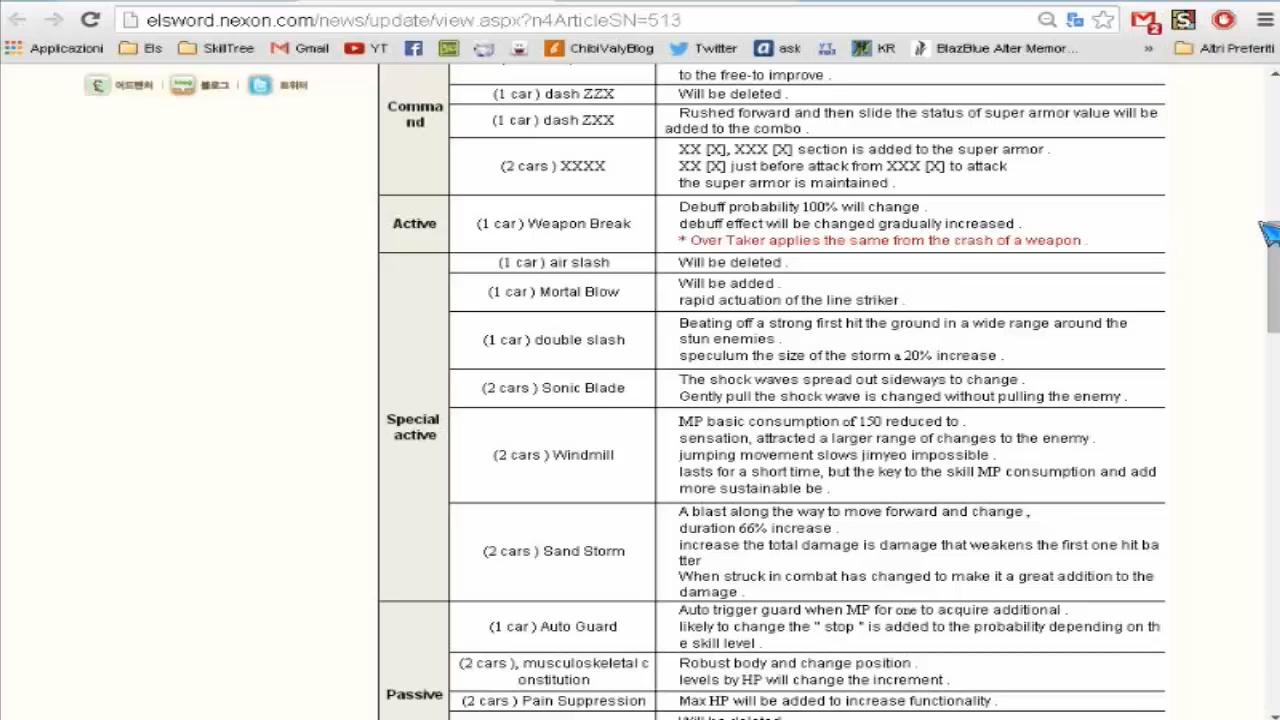 elsword.nexon.com/news/update/view.aspx?n4ArticleSN=513
Applicazioni Els SkillTree Gmail YT ChibiValyBlog Twitter ask KR BlazBlue Alter Memor... » Altri Preferiti
2
어드벤처 블로그 트위터
to the free-to improve .
Comma
nd
(1 car ) dash ZZX
Will be deleted .
(1 car ) dash ZXX
Rushed forward and then slide the status of super armor value will be
added to the combo .
(2 cars ) XXXX
XX [X], XXX [X] section is added to the super armor .
XX [X] just before attack from XXX [X] to attack
the super armor is maintained .
Active
(1 car ) Weapon Break
Debuff probability 100% will change .
debuff effect will be changed gradually increased .
* Over Taker applies the same from the crash of a weapon .
Special
active
(1 car ) air slash
Will be deleted .
(1 car ) Mortal Blow
Will be added .
rapid actuation of the line striker .
(1 car ) double slash
Beating off a strong first hit the ground in a wide range around the
stun enemies .
speculum the size of the storm a 20% increase .
(2 cars ) Sonic Blade
The shock waves spread out sideways to change .
Gently pull the shock wave is changed without pulling the enemy .
(2 cars ) Windmill
MP basic consumption of 150 reduced to .
sensation, attracted a larger range of changes to the enemy .
jumping movement slows jimyeo impossible .
lasts for a short time, but the key to the skill MP consumption and add
more sustainable be .
(2 cars ) Sand Storm
A blast along the way to move forward and change ,
duration 66% increase .
increase the total damage is damage that weakens the first one hit ba
tter
When struck in combat has changed to make it a great addition to the
damage .
Passive
(1 car ) Auto Guard
Auto trigger guard when MP for one to acquire additional .
likely to change the " stop " is added to the probability depending on th
e skill level .
(2 cars ), musculoskeletal c
onstitution
Robust body and change position .
levels by HP will change the increment .
(2 cars ) Pain Suppression
Max HP will be added to increase functionality .
Will be deleted